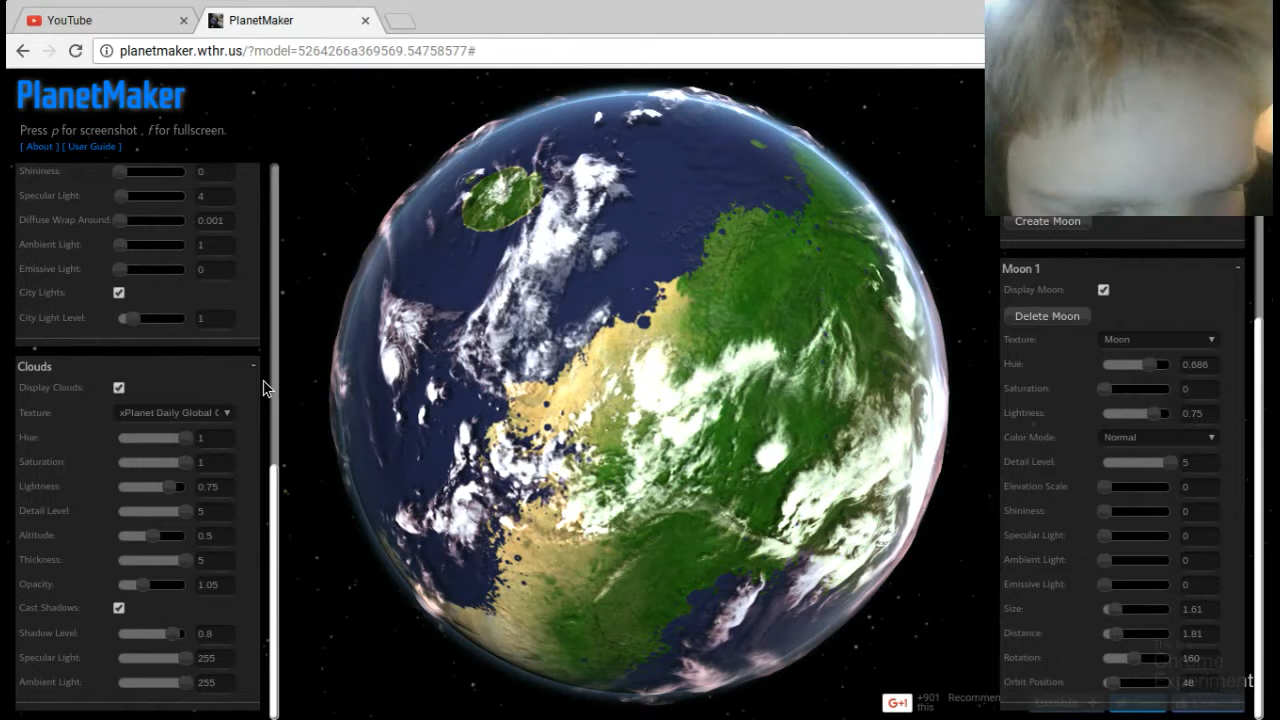 YouTube
PlanetMaker
planetmaker.wthr.us/?model=5264266a369569.54758577#
PlanetMaker
Press p for screenshot , f for fullscreen.
[ About ] [ User Guide ]
Shininess: 0
Specular Light: 4
Diffuse Wrap Around: 0.001
Ambient Light: 1
Emissive Light: 0
City Lights:
City Light Level: 1
Clouds -
Display Clouds:
Texture: xPlanet Daily Global
Hue: 1
Saturation: 1
Lightness: 0.75
Detail Level: 5
Altitude: 0.5
Thickness: 5
Opacity: 1.05
Cast Shadows:
Shadow Level: 0.8
Specular Light: 255
Ambient Light: 255
Create Moon
Moon 1 -
Display Moon:
Delete Moon
Texture: Moon
Hue: 0.686
Saturation: 0
Lightness: 0.75
Color Mode: Normal
Detail Level: 5
Elevation Scale: 0
Shininess: 0
Specular Light: 0
Ambient Light: 0
Emissive Light: 0
Size: 1.61
Distance: 1.81
Rotation: 160
Orbit Position: 48
Chrome
Experiment
G+1 +901 Recommen
this